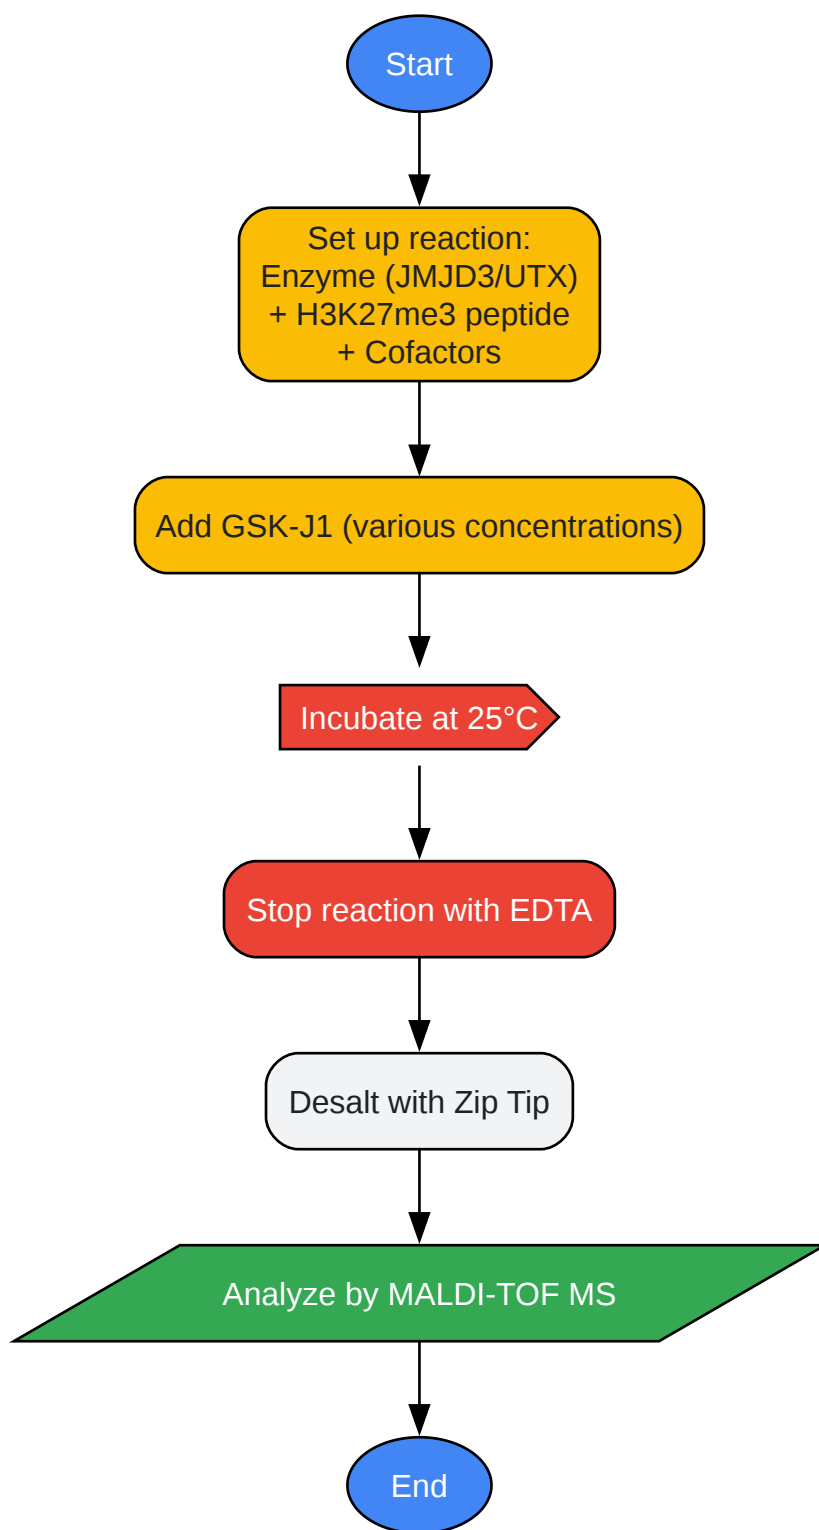 Start
Set up reaction:
Enzyme (JMJD3/UTX)
+ H3K27me3 peptide
+ Cofactors
Add GSK-J1 (various concentrations)
Incubate at 25°C
Stop reaction with EDTA
Desalt with Zip Tip
Analyze by MALDI-TOF MS
End